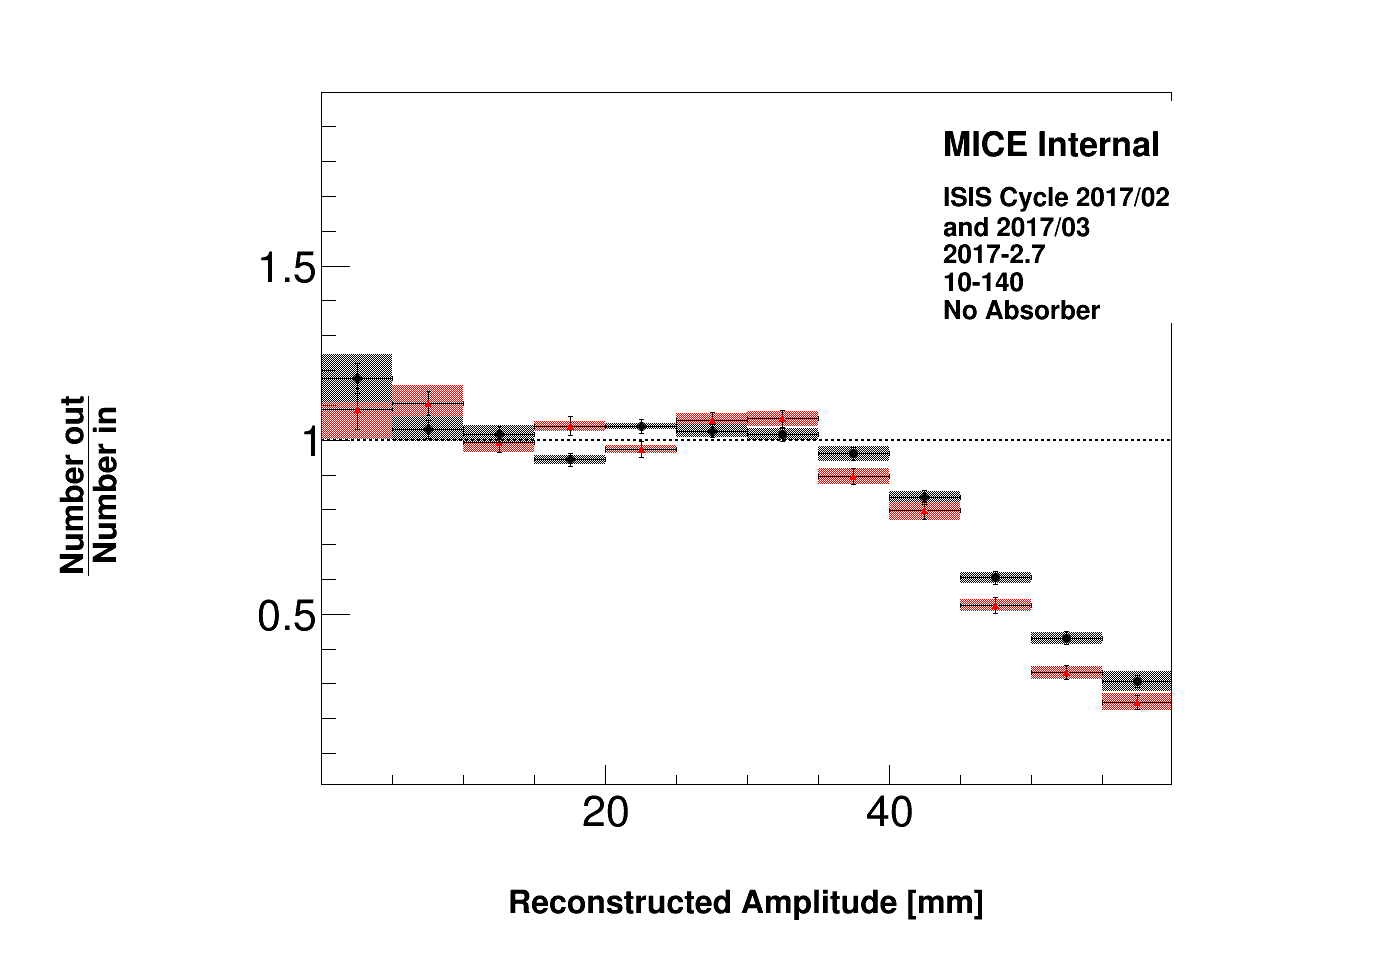 MICE Internal
ISIS Cycle 2017/02
and 2017/03
2017-2.7
10-140
No Absorber
1.5
1
0.5
Number out
Number in
20
40
Reconstructed Amplitude [mm]